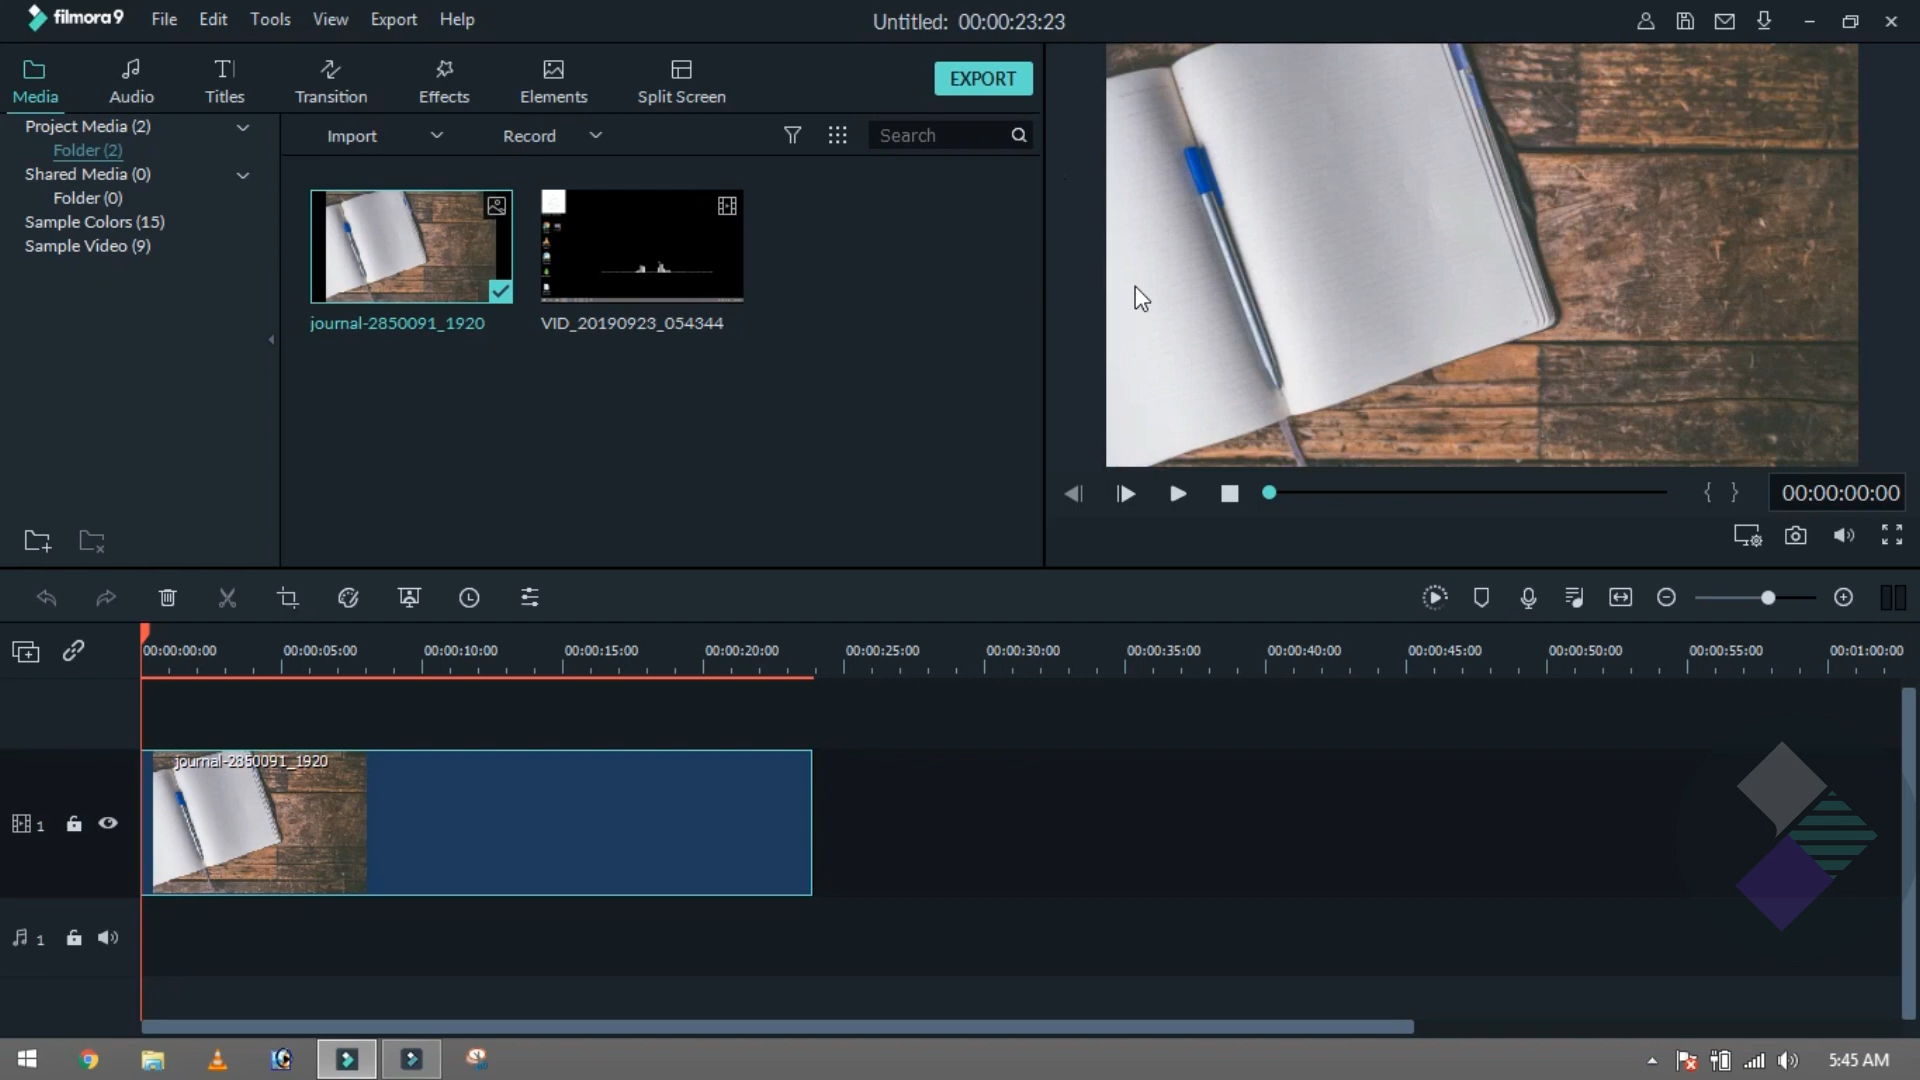 filmora9 File Edit Tools View Export Help Untitled: 00:00:23:23
Media Audio Titles Transition Effects Elements Split Screen EXPORT
Project Media (2)
Folder (2)
Shared Media (0)
Folder (0)
Sample Colors (15)
Sample Video (9)
Import Record Search
journal-2850091_1920 VID_20190923_054344
00:00:00:00
00:00:00:00 00:00:05:00 00:00:10:00 00:00:15:00 00:00:20:00 00:00:25:00 00:00:30:00 00:00:35:00 00:00:40:00 00:00:45:00 00:00:50:00 00:00:55:00 00:01:00:00
journal-2850091_1920
1
1
5:45 AM